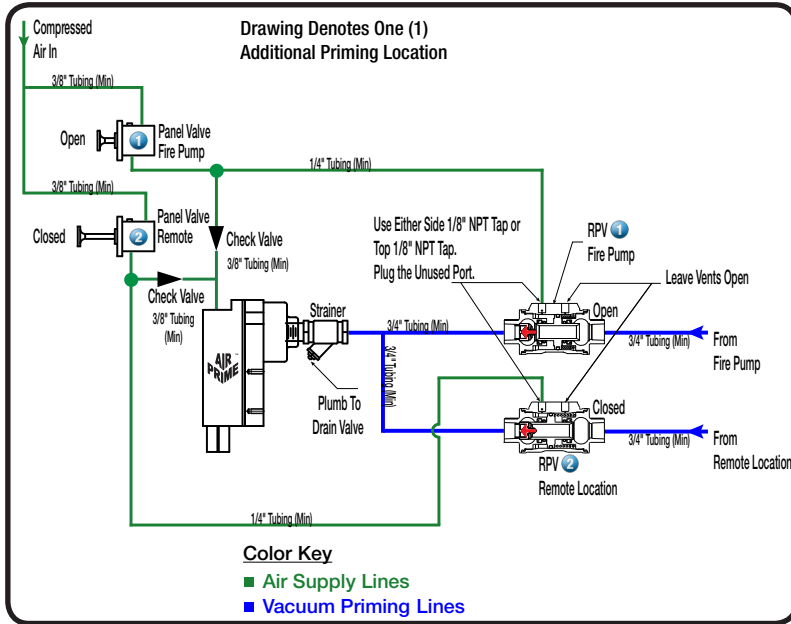 Compressed
Air In
Drawing Denotes One (1)
Additional Priming Location
3/8" Tubing (Min)
Open
1
Panel Valve
Fire Pump
1/4" Tubing (Min)
3/8" Tubing (Min)
Closed
2
Panel Valve
Remote
Check Valve
3/8" Tubing (Min)
Check Valve
3/8" Tubing
(Min)
Use Either Side 1/8" NPT Tap or
Top 1/8" NPT Tap.
Plug the Unused Port.
RPV 1
Fire Pump
Leave Vents Open
Open
Strainer
3/4" Tubing (Min)
3/4" Tubing (Min)
From
Fire Pump
3/4" Tubing (Min)
AIR
PRIME
™
Plumb To
Drain Valve
Closed
3/4" Tubing (Min)
From
Remote Location
RPV 2
Remote Location
1/4" Tubing (Min)
Color Key
Air Supply Lines
Vacuum Priming Lines